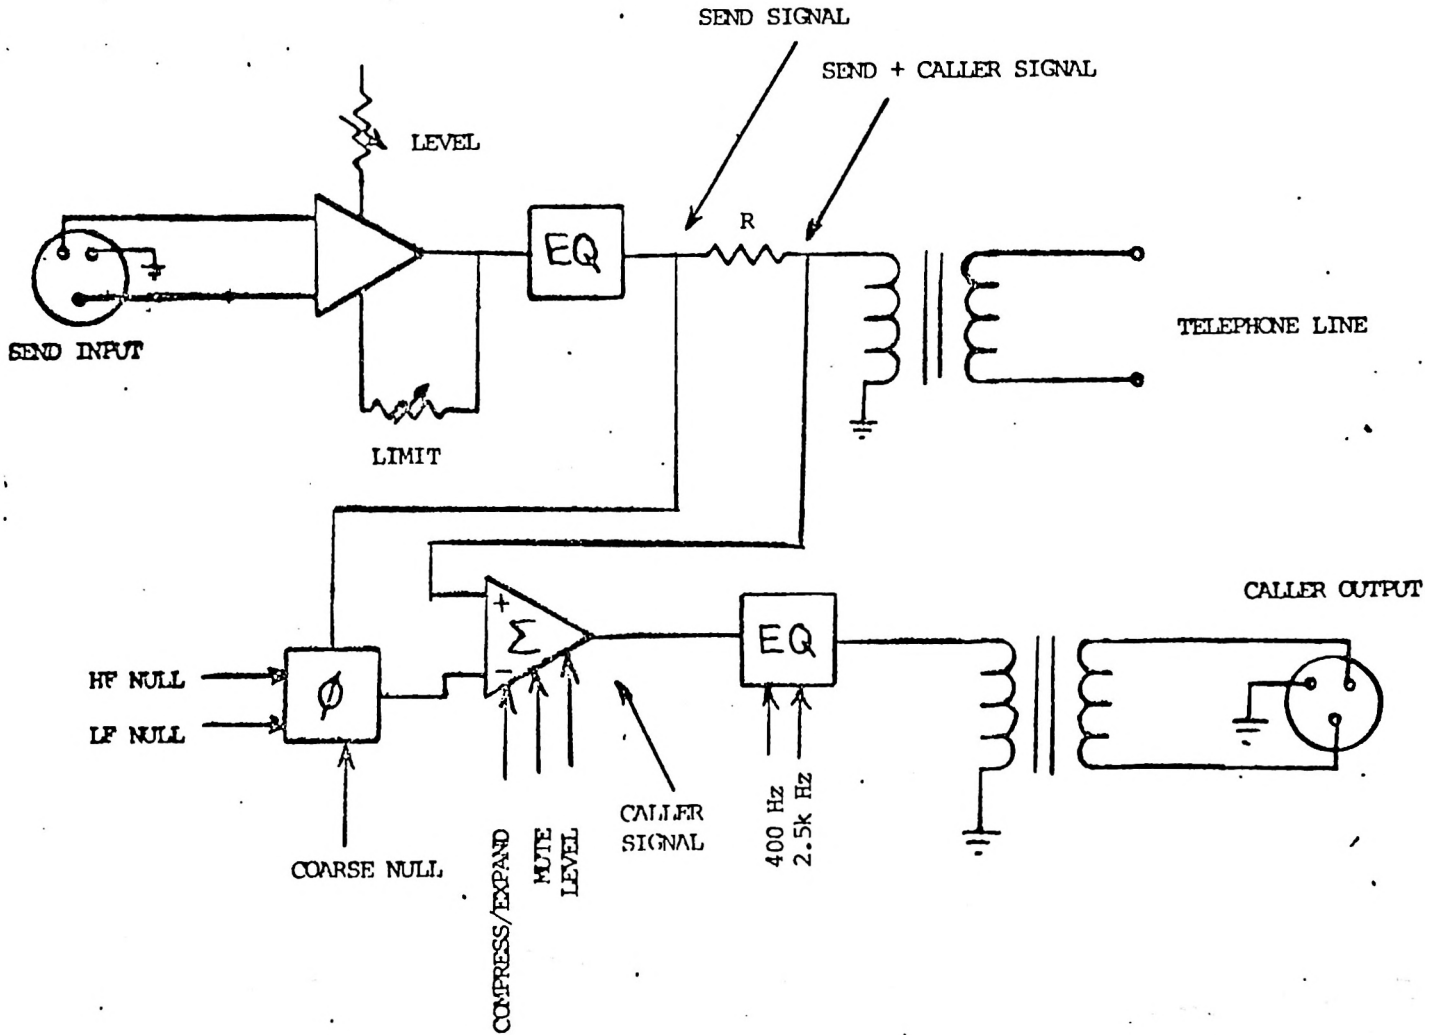 SEND SIGNAL
SEND + CALLER SIGNAL
LEVEL
EQ
R
SEND INPUT
TELEPHONE LINE
LIMIT
CALLER OUTPUT
+
Σ
-
EQ
HF NULL
LF NULL
φ
COARSE NULL
COMPRESS/EXPAND
MUTE
LEVEL
CALLER
SIGNAL
400 Hz
2.5k Hz